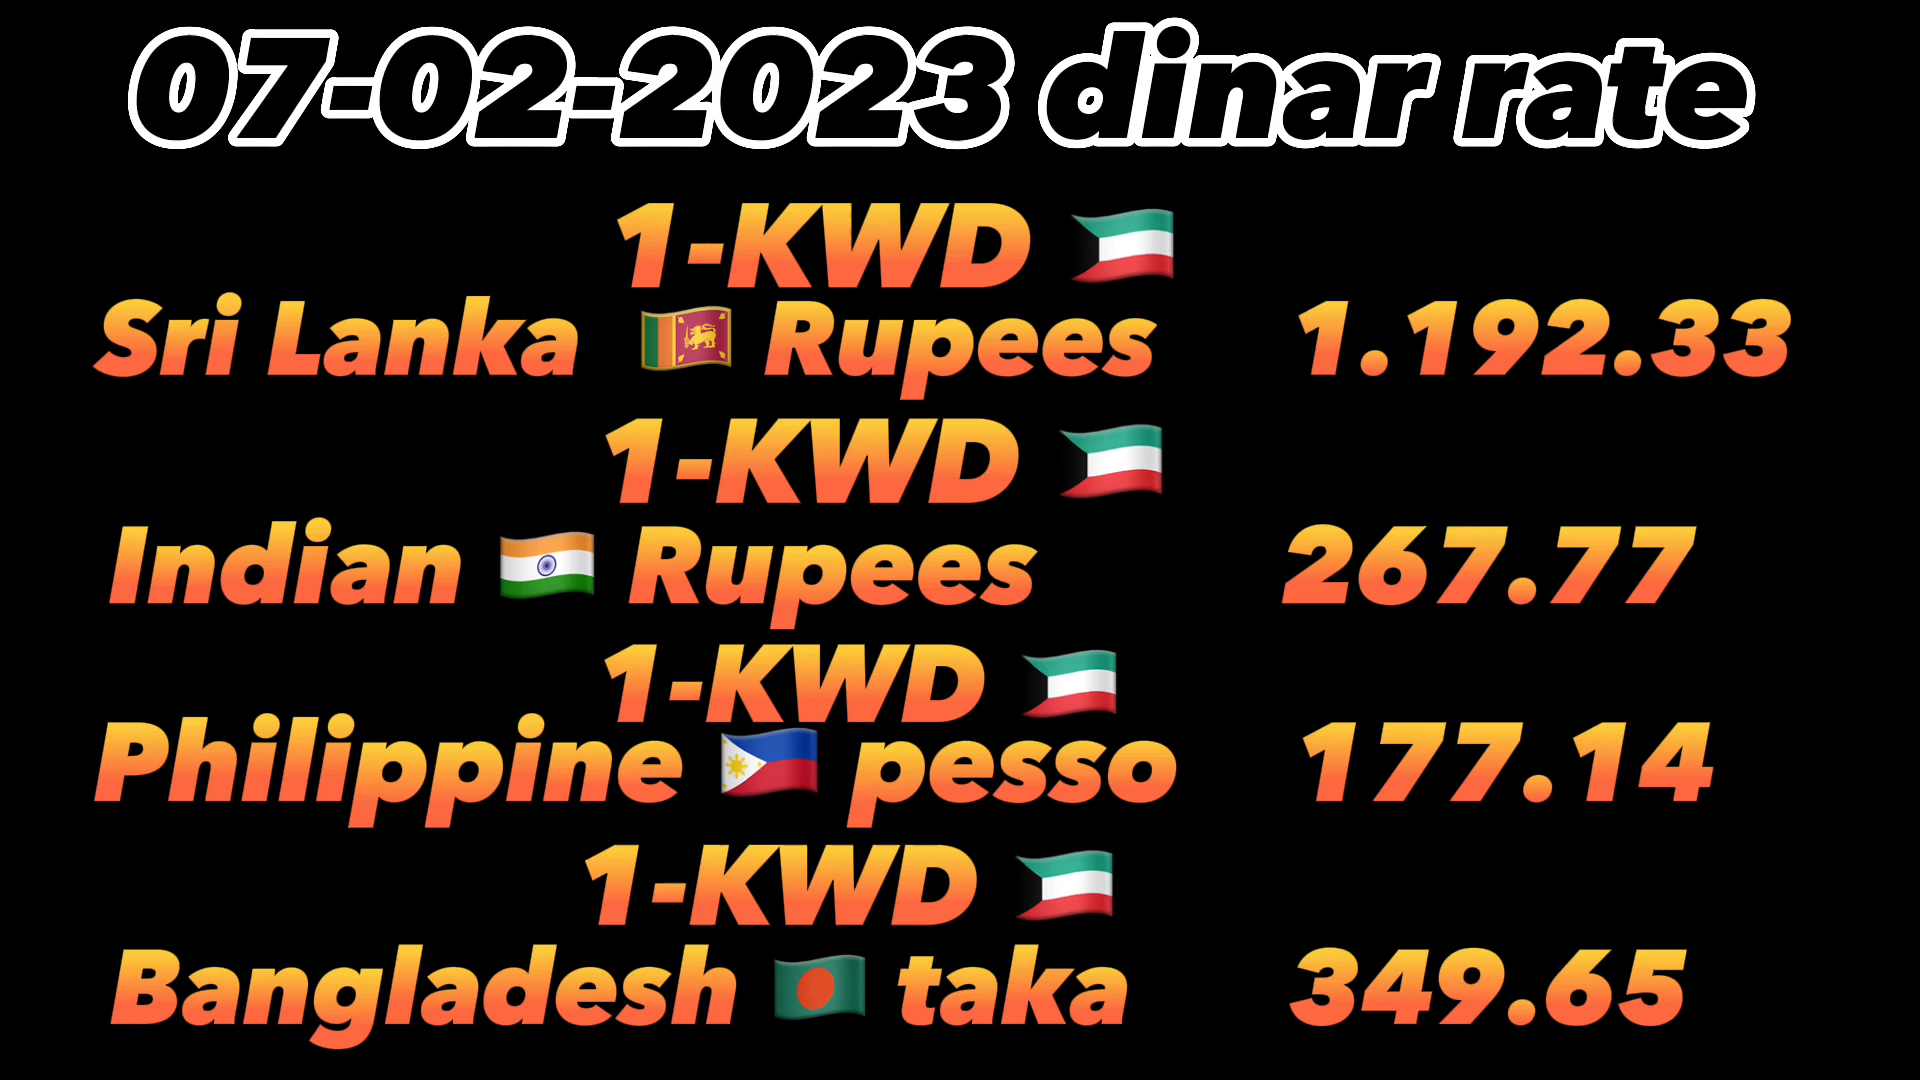 07-02-2023 dinar rate
1-KWD 🇰🇼
Sri Lanka 🇱🇰 Rupees 1.192.33
1-KWD 🇰🇼
Indian 🇮🇳 Rupees 267.77
1-KWD 🇰🇼
Philippine 🇵🇭 pesso 177.14
1-KWD 🇰🇼
Bangladesh 🇧🇩 taka 349.65